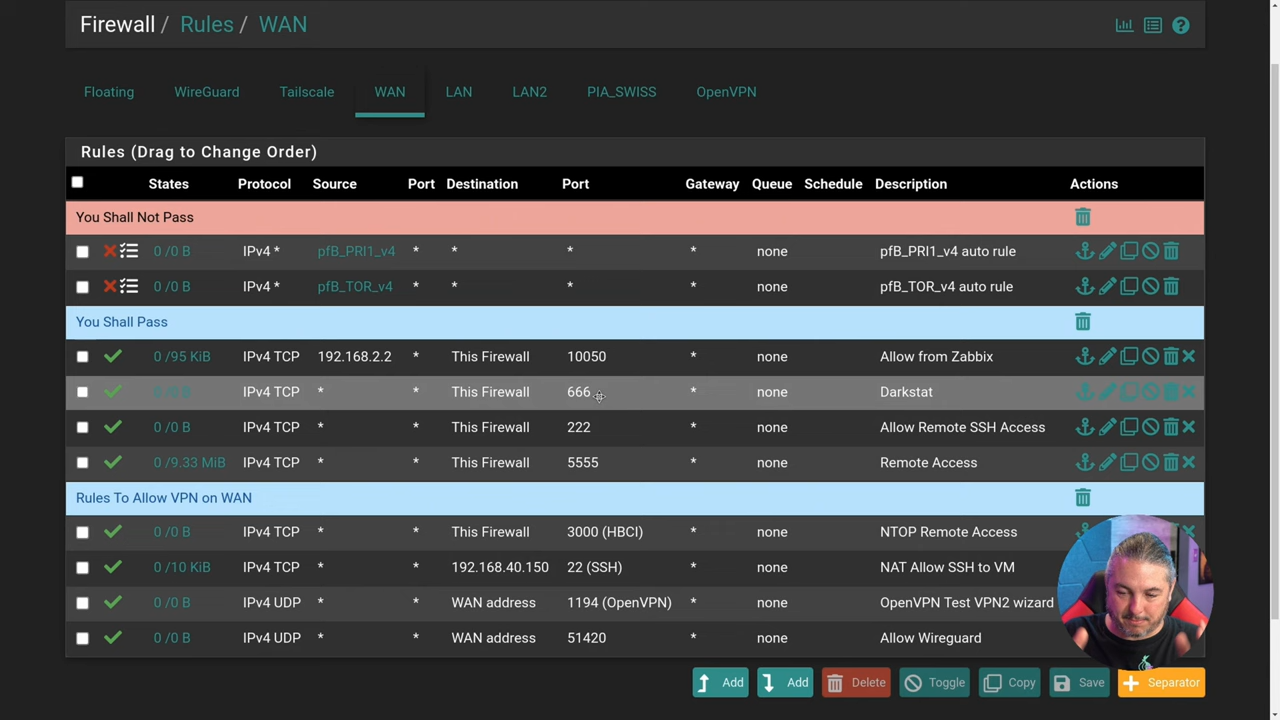 Firewall / Rules / WAN
Floating WireGuard Tailscale WAN LAN LAN2 PIA_SWISS OpenVPN
Rules (Drag to Change Order)
States Protocol Source Port Destination Port Gateway Queue Schedule Description Actions
You Shall Not Pass
0 /0 B IPv4 * pfB_PRI1_v4 * * * * none pfB_PRI1_v4 auto rule
0 /0 B IPv4 * pfB_TOR_v4 * * * * none pfB_TOR_v4 auto rule
You Shall Pass
0 /95 KiB IPv4 TCP 192.168.2.2 * This Firewall 10050 * none Allow from Zabbix
0 /0 B IPv4 TCP * * This Firewall 666 * none Darkstat
0 /0 B IPv4 TCP * * This Firewall 222 * none Allow Remote SSH Access
0 /9.33 MiB IPv4 TCP * * This Firewall 5555 * none Remote Access
Rules To Allow VPN on WAN
0 /0 B IPv4 TCP * * This Firewall 3000 (HBCI) * none NTOP Remote Access
0 /10 KiB IPv4 TCP * * 192.168.40.150 22 (SSH) * none NAT Allow SSH to VM
0 /0 B IPv4 UDP * * WAN address 1194 (OpenVPN) * none OpenVPN Test VPN2 wizard
0 /0 B IPv4 UDP * * WAN address 51420 * none Allow Wireguard
Add Add Delete Toggle Copy Save Separator